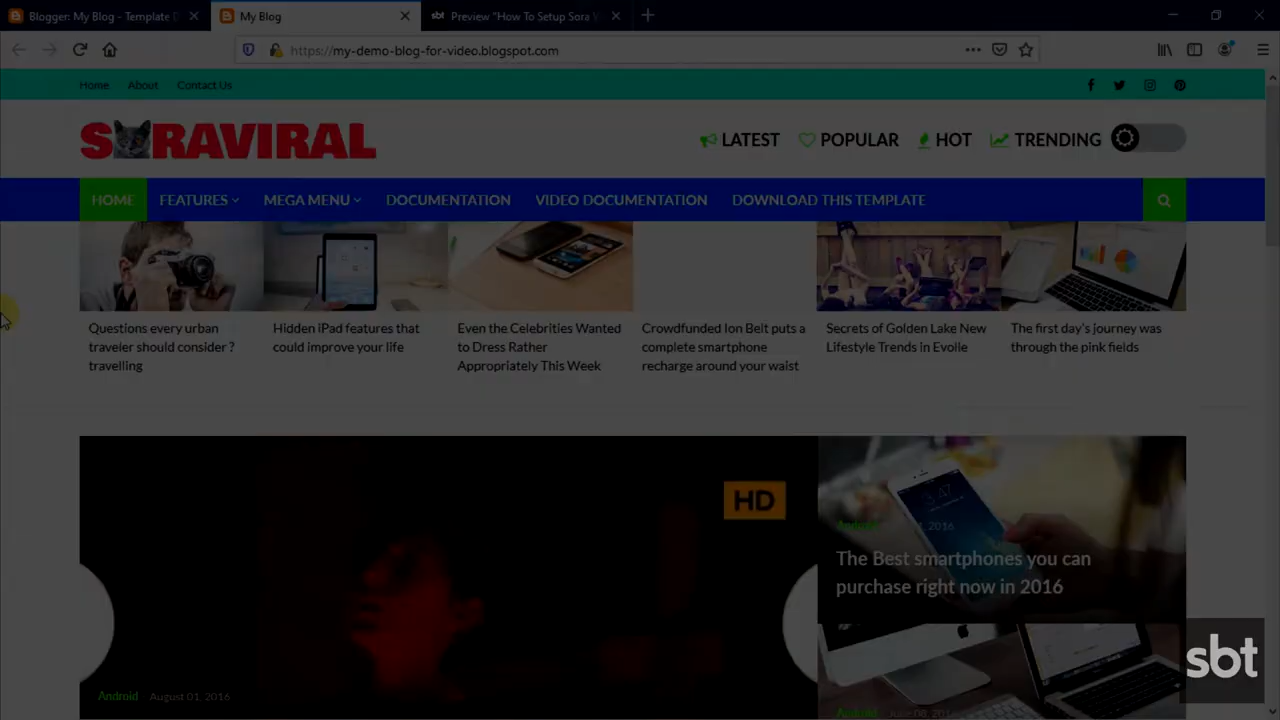 Blogger: My Blog - Template D
My Blog
sbt Preview "How To Setup Sora V
https://my-demo-blog-for-video.blogspot.com
Home About Contact Us
SORAVIRAL
LATEST POPULAR HOT TRENDING
HOME FEATURES MEGA MENU DOCUMENTATION VIDEO DOCUMENTATION DOWNLOAD THIS TEMPLATE
Questions every urban
traveler should consider ?
travelling
Hidden iPad features that
could improve your life
Even the Celebrities Wanted
to Dress Rather
Appropriately This Week
Crowdfunded Ion Belt puts a
complete smartphone
recharge around your waist
Secrets of Golden Lake New
Lifestyle Trends in Evolle
The first day's journey was
through the pink fields
HD
Android August 01, 2016
Android 2016
The Best smartphones you can
purchase right now in 2016
Android
sbt